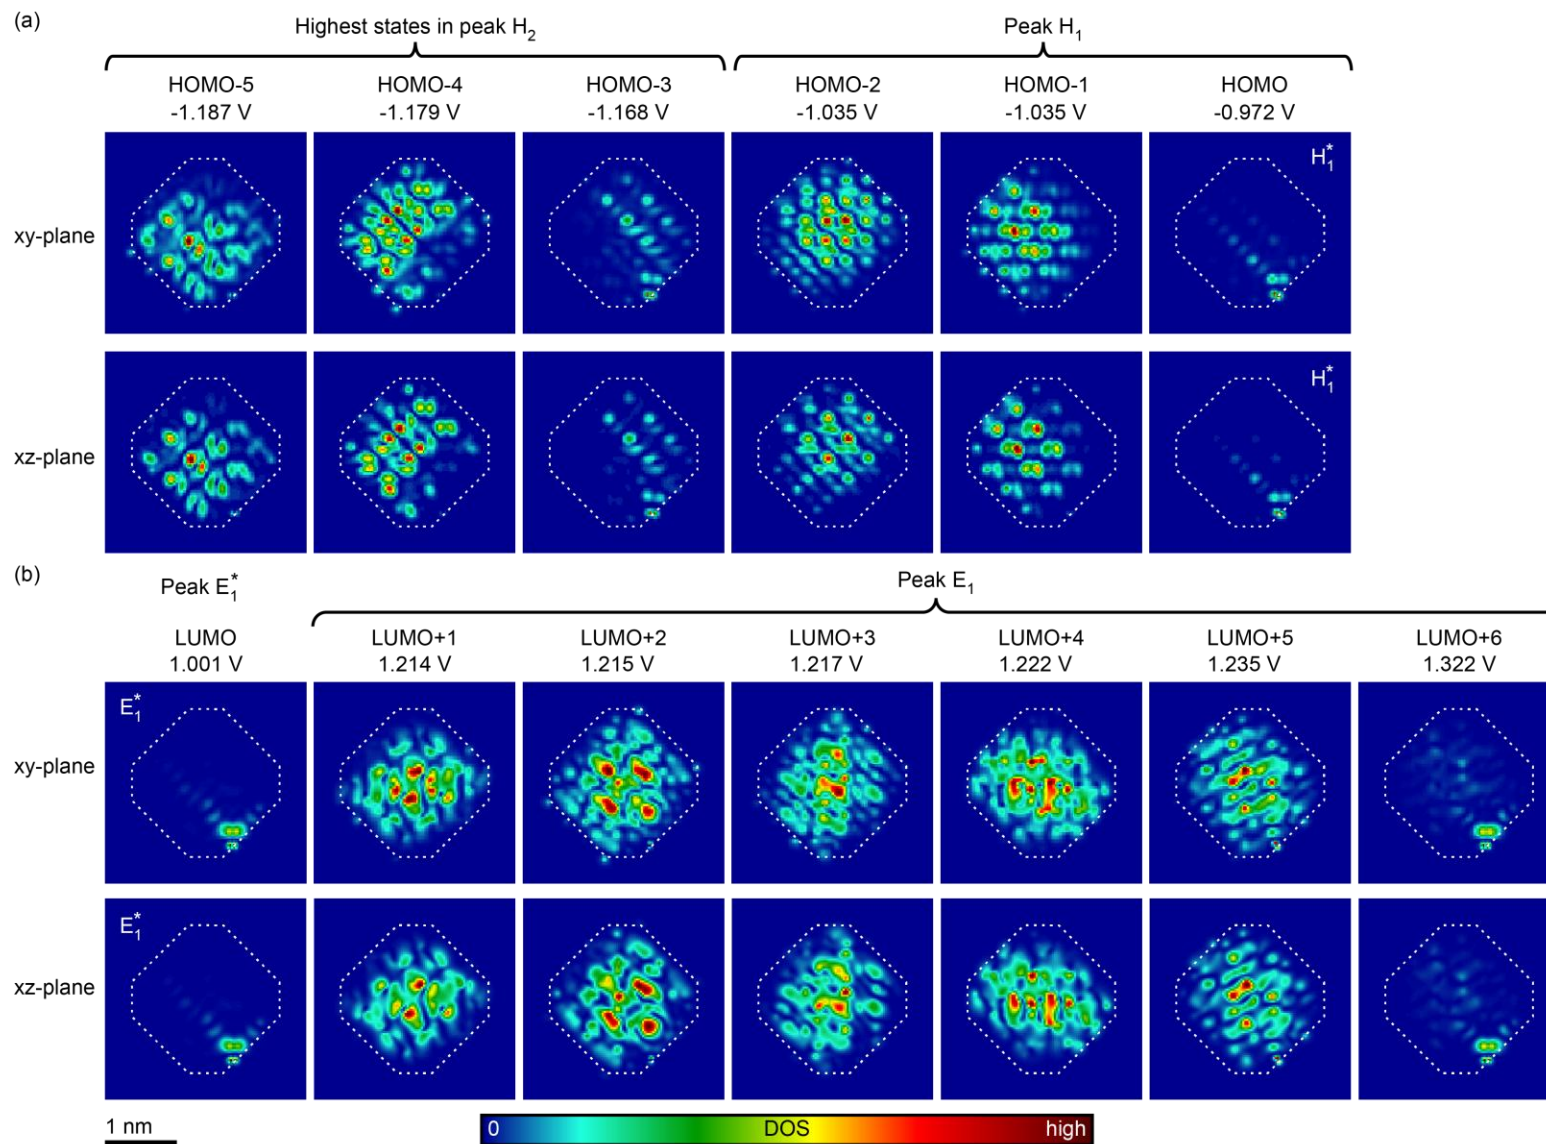 (a)
Highest states in peak H₂ Peak H₁
HOMO-5 HOMO-4 HOMO-3 HOMO-2 HOMO-1 HOMO
-1.187 V -1.179 V -1.168 V -1.035 V -1.035 V -0.972 V
H₁*
xy-plane
H₁*
xz-plane
(b)
Peak E₁* Peak E₁
LUMO LUMO+1 LUMO+2 LUMO+3 LUMO+4 LUMO+5 LUMO+6
1.001 V 1.214 V 1.215 V 1.217 V 1.222 V 1.235 V 1.322 V
E₁*
xy-plane
E₁*
xz-plane
1 nm 0 DOS high